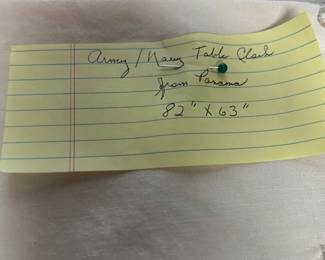 Army/Navy Table Cloth
from Panama
82" X 63"